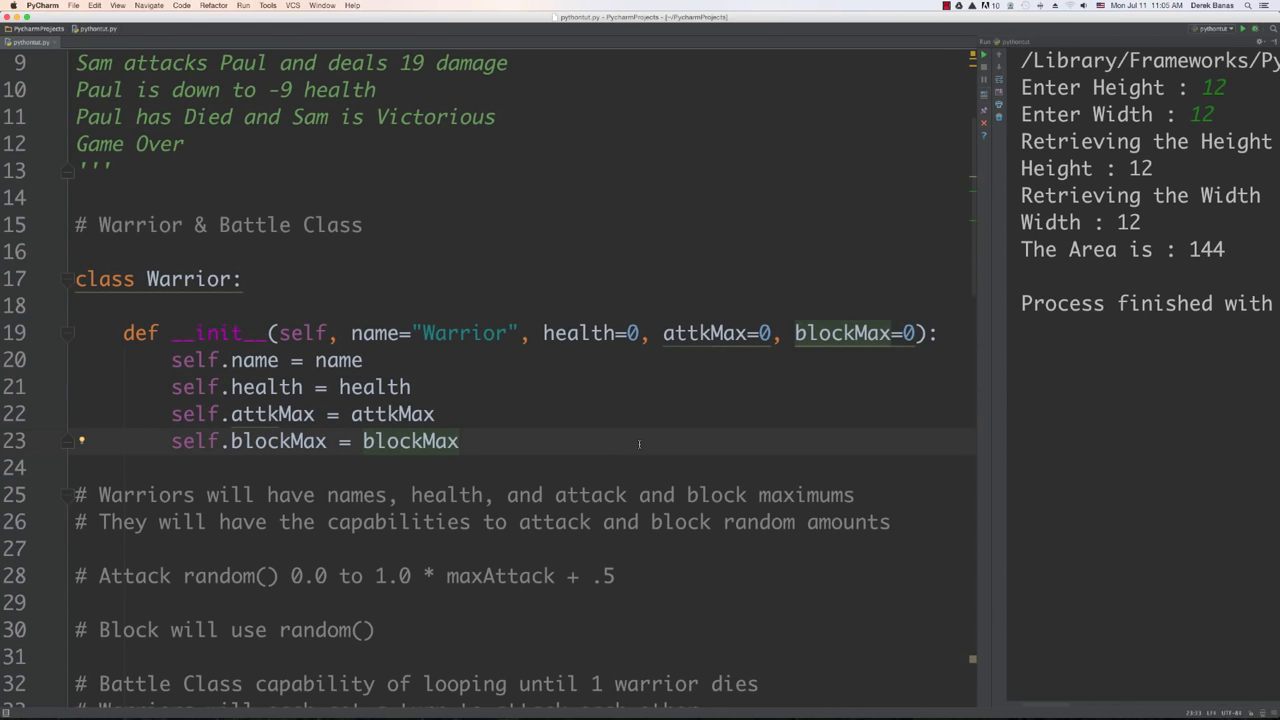 PyCharm File Edit View Navigate Code Refactor Run Tools VCS Window Help
10 Mon Jul 11 11:05 AM Derek Banas
pythontut.py - PycharmProjects - [~/PycharmProjects]
PycharmProjects pythontut.py pythontut
pythontut.py
Run pythontut
9 Sam attacks Paul and deals 19 damage
10 Paul is down to -9 health
11 Paul has Died and Sam is Victorious
12 Game Over
13 '''
14
15 # Warrior & Battle Class
16
17 class Warrior:
18
19 def __init__(self, name="Warrior", health=0, attkMax=0, blockMax=0):
20 self.name = name
21 self.health = health
22 self.attkMax = attkMax
23 self.blockMax = blockMax
24
25 # Warriors will have names, health, and attack and block maximums
26 # They will have the capabilities to attack and block random amounts
27
28 # Attack random() 0.0 to 1.0 * maxAttack + .5
29
30 # Block will use random()
31
32 # Battle Class capability of looping until 1 warrior dies
/Library/Frameworks/Py
Enter Height : 12
Enter Width : 12
Retrieving the Height
Height : 12
Retrieving the Width
Width : 12
The Area is : 144
Process finished with
23:53 LF÷ UTF-8÷